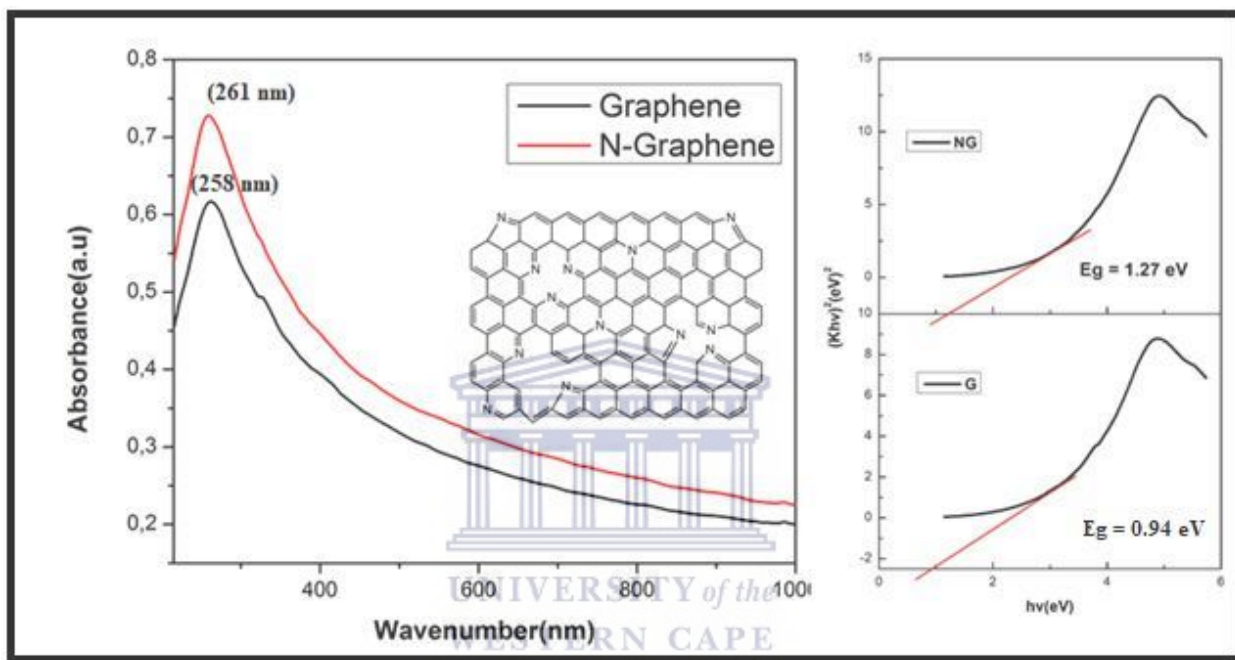 0,8
0,7
0,6
0,5
0,4
0,3
0,2
Absorbance(a.u)
(261 nm)
(258 nm)
Graphene
N-Graphene
N
N
N
N
N
N
N
N
N
N
N
N
N
400
600
800
1000
Wavenumber(nm)
UNIVERSITY of the
WESTERN CAPE
15
10
5
0
NG
Eg = 1.27 eV
(Khv)²(eV)²
10
8
6
4
2
0
-2
G
Eg = 0.94 eV
0
2
4
6
hv(eV)